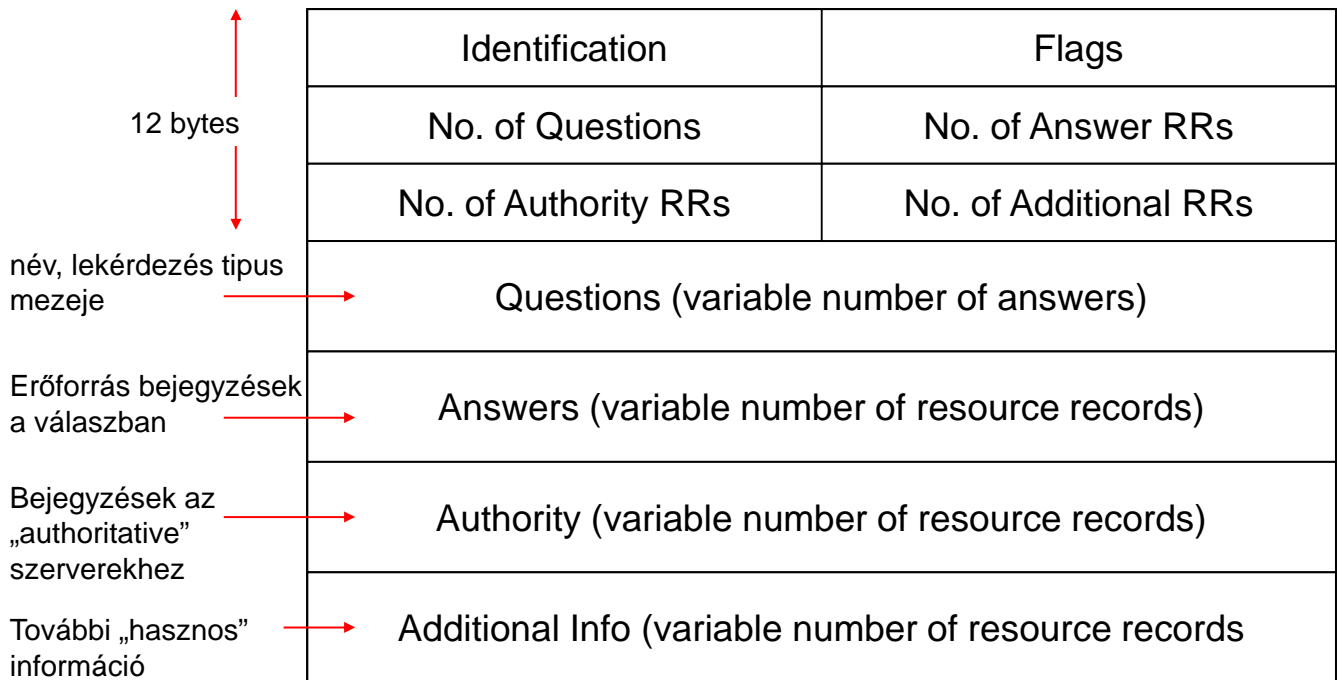 Identification
Flags
12 bytes
No. of Questions
No. of Answer RRs
No. of Authority RRs
No. of Additional RRs
név, lekérdezés tipus
mezeje
Questions (variable number of answers)
Erőforrás bejegyzések
a válaszban
Answers (variable number of resource records)
Bejegyzések az
„authoritative”
szerverekhez
Authority (variable number of resource records)
További „hasznos”
információ
Additional Info (variable number of resource records